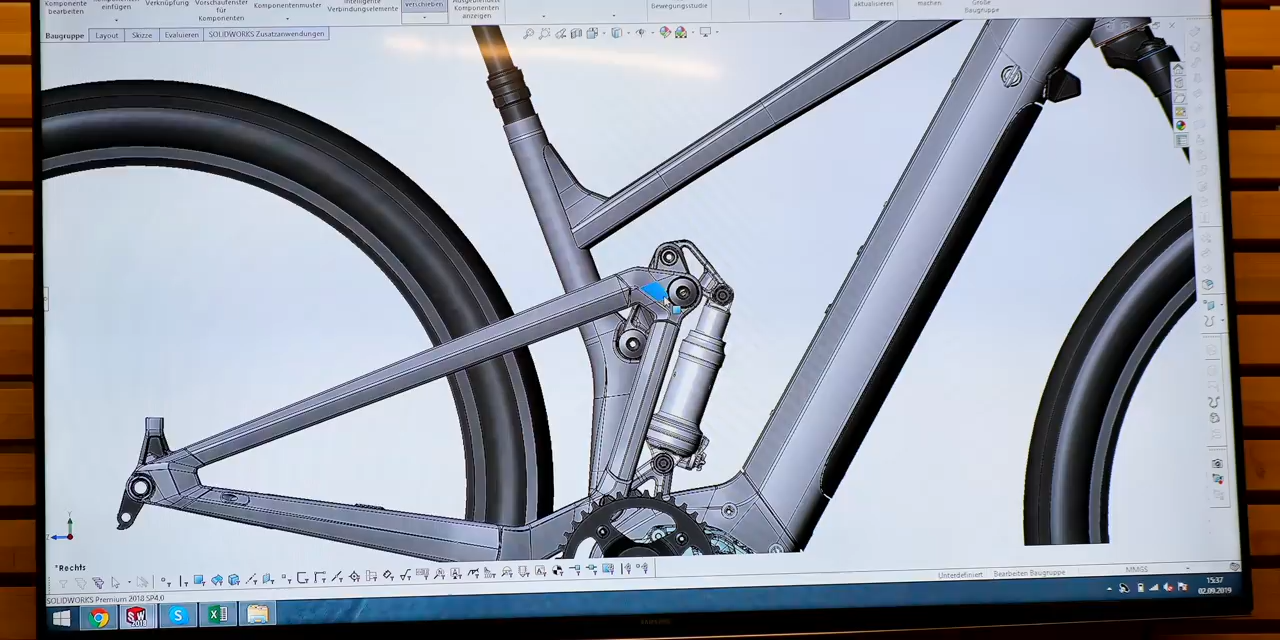 Komponente bearbeiten
einfügen
Verknüpfung
Vorschaufenster für Komponenten
Komponentenmuster
Intelligente Verbindungselemente
verschieben
Ausgeblendete Komponenten anzeigen
Bewegungsstudie
aktualisieren
machen
Große Baugruppe
Baugruppe Layout Skizze Evaluieren SOLIDWORKS Zusatzanwendungen
*Rechts
Unterdefiniert Bearbeiten Baugruppe MMGS
SOLIDWORKS Premium 2018 SP4.0
15:37
02.09.2019
SAMSUNG